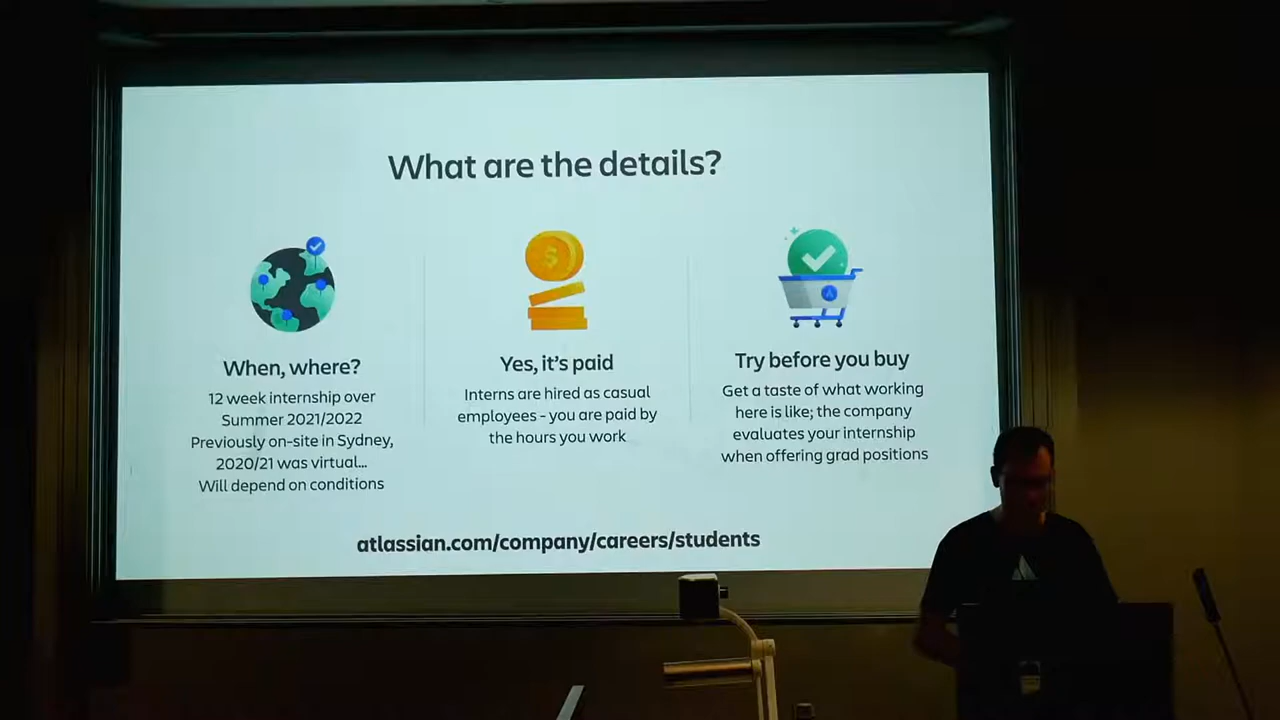 What are the details?
When, where?
12 week internship over
Summer 2021/2022
Previously on-site in Sydney,
2020/21 was virtual...
Will depend on conditions
Yes, it's paid
Interns are hired as casual
employees - you are paid by
the hours you work
Try before you buy
Get a taste of what working
here is like; the company
evaluates your internship
when offering grad positions
atlassian.com/company/careers/students